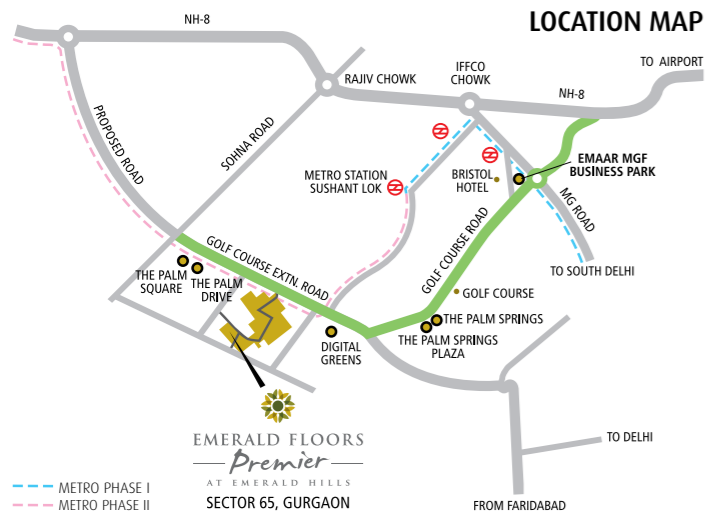 LOCATION MAP
NH-8
IFFCO
CHOWK
TO AIRPORT
RAJIV CHOWK
NH-8
PROPOSED ROAD
SOHNA ROAD
METRO STATION
SUSHANT LOK
BRISTOL
HOTEL
EMAAR MGF
BUSINESS PARK
MG ROAD
GOLF COURSE ROAD
TO SOUTH DELHI
GOLF COURSE EXTN. ROAD
THE PALM
SQUARE
THE PALM
DRIVE
GOLF COURSE
THE PALM SPRINGS
THE PALM SPRINGS
PLAZA
DIGITAL
GREENS
EMERALD FLOORS
Premier
AT EMERALD HILLS
SECTOR 65, GURGAON
TO DELHI
FROM FARIDABAD
METRO PHASE I
METRO PHASE II